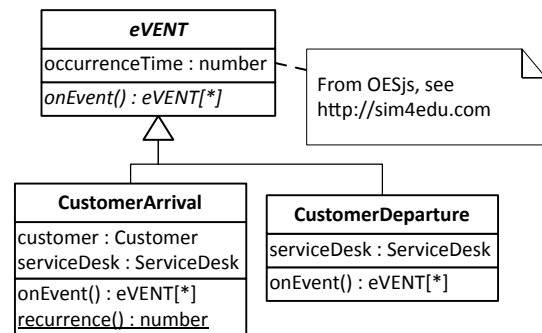 eVENT
occurrenceTime : number
onEvent() : eVENT[*]
From OESjs, see
http://sim4edu.com
CustomerArrival
customer : Customer
serviceDesk : ServiceDesk
onEvent() : eVENT[*]
recurrence() : number
CustomerDeparture
serviceDesk : ServiceDesk
onEvent() : eVENT[*]